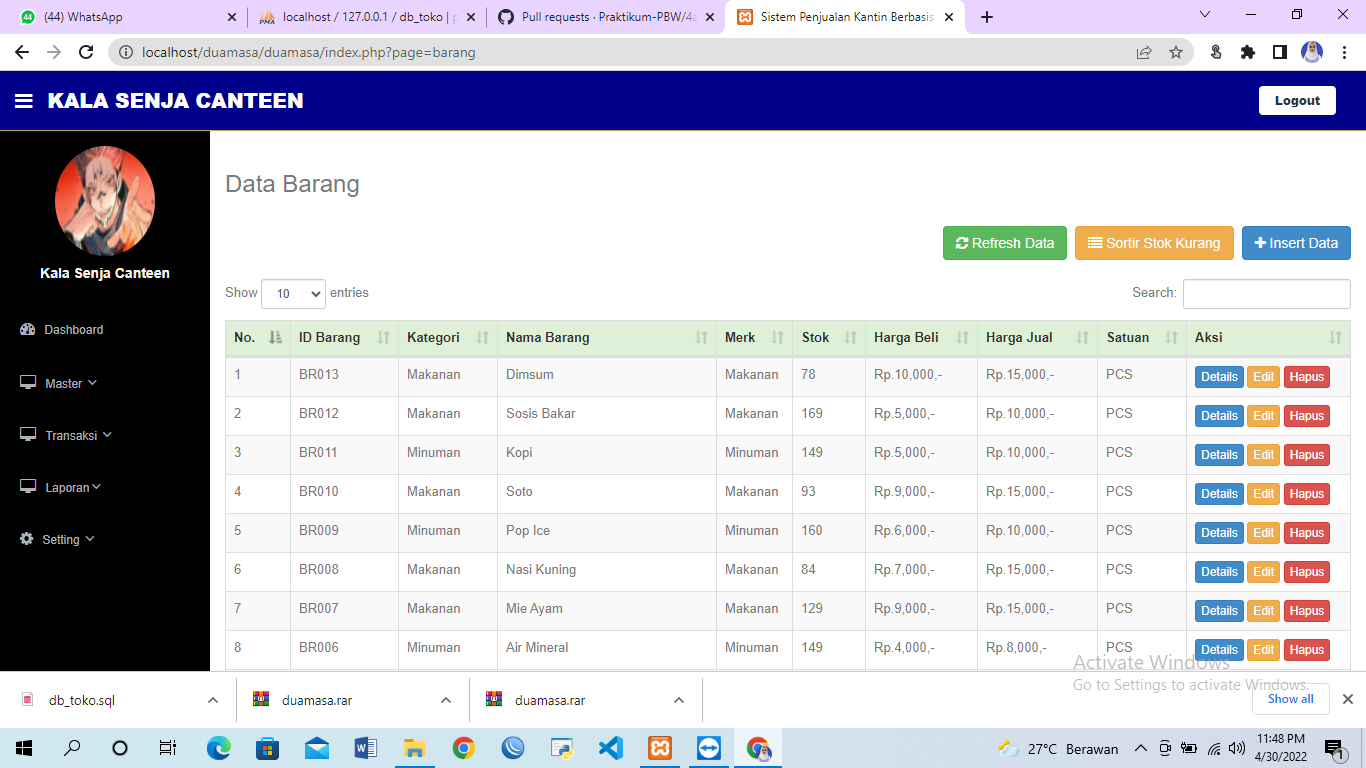 (44) WhatsApp
localhost / 127.0.0.1 / db_toko | p
Pull requests · Praktikum-PBW/4a
Sistem Penjualan Kantin Berbasis
localhost/duamasa/duamasa/index.php?page=barang
KALA SENJA CANTEEN
Logout
Kala Senja Canteen
Dashboard
Master
Transaksi
Laporan
Setting
Data Barang
Refresh Data Sortir Stok Kurang Insert Data
Show 10 entries Search:
No. ID Barang Kategori Nama Barang Merk Stok Harga Beli Harga Jual Satuan Aksi
1 BR013 Makanan Dimsum Makanan 78 Rp.10,000,- Rp.15,000,- PCS Details Edit Hapus
2 BR012 Makanan Sosis Bakar Makanan 169 Rp.5,000,- Rp.10,000,- PCS Details Edit Hapus
3 BR011 Minuman Kopi Minuman 149 Rp.5,000,- Rp.10,000,- PCS Details Edit Hapus
4 BR010 Makanan Soto Makanan 93 Rp.9,000,- Rp.15,000,- PCS Details Edit Hapus
5 BR009 Minuman Pop Ice Minuman 160 Rp.6,000,- Rp.10,000,- PCS Details Edit Hapus
6 BR008 Makanan Nasi Kuning Makanan 84 Rp.7,000,- Rp.15,000,- PCS Details Edit Hapus
7 BR007 Makanan Mie Ayam Makanan 129 Rp.9,000,- Rp.15,000,- PCS Details Edit Hapus
8 BR006 Minuman Air Mineral Minuman 149 Rp.4,000,- Rp.8,000,- PCS Details Edit Hapus
Activate Windows
Go to Settings to activate Windows.
db_toko.sql
duamasa.rar
duamasa.rar
Show all
27°C Berawan
11:48 PM
4/30/2022
1